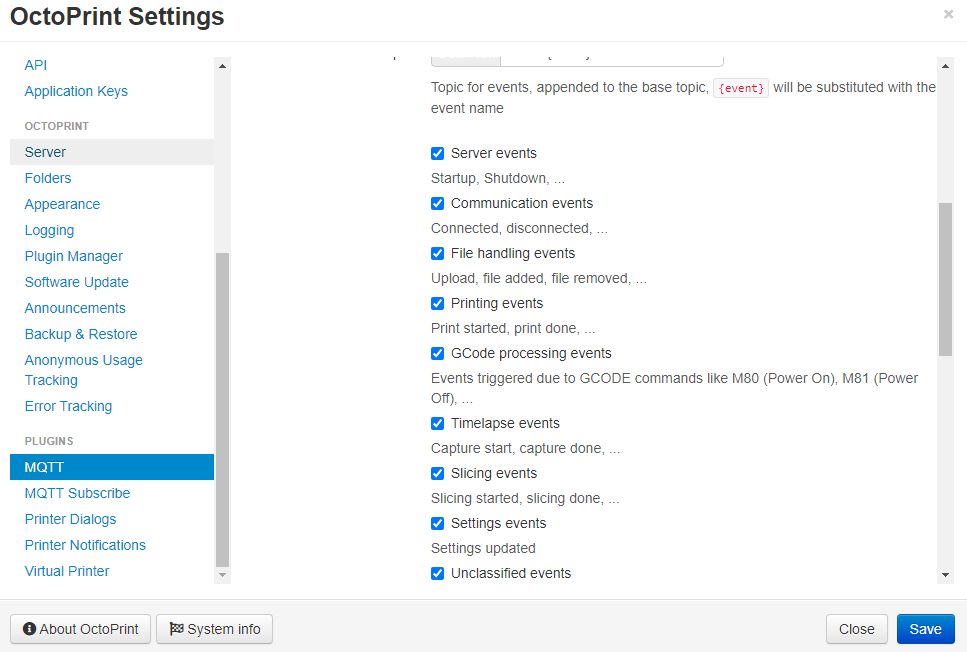 OctoPrint Settings
×
API
Application Keys
OCTOPRINT
Server
Folders
Appearance
Logging
Plugin Manager
Software Update
Announcements
Backup & Restore
Anonymous Usage
Tracking
Error Tracking
PLUGINS
MQTT
MQTT Subscribe
Printer Dialogs
Printer Notifications
Virtual Printer
Topic for events, appended to the base topic, {event} will be substituted with the
event name
Server events
Startup, Shutdown, ...
Communication events
Connected, disconnected, ...
File handling events
Upload, file added, file removed, ...
Printing events
Print started, print done, ...
GCode processing events
Events triggered due to GCODE commands like M80 (Power On), M81 (Power
Off), ...
Timelapse events
Capture start, capture done, ...
Slicing events
Slicing started, slicing done, ...
Settings events
Settings updated
Unclassified events
About OctoPrint
System info
Close
Save